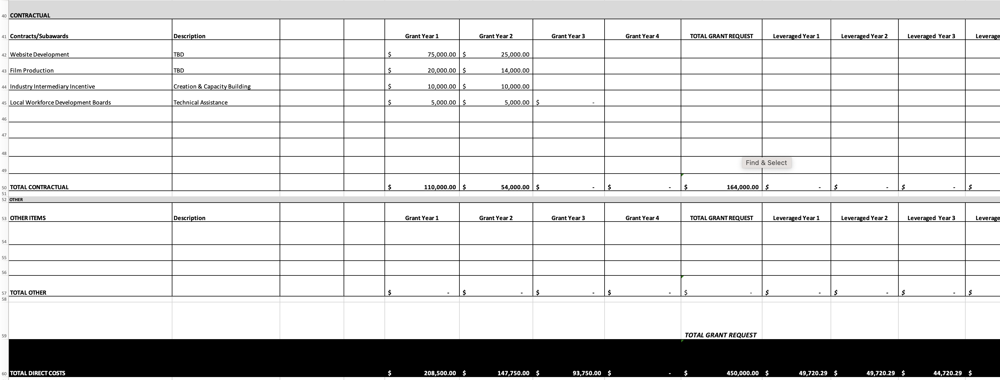 40 CONTRACTUAL
41 Contracts/Subawards Description Grant Year 1 Grant Year 2 Grant Year 3 Grant Year 4 TOTAL GRANT REQUEST Leveraged Year 1 Leveraged Year 2 Leveraged Year 3 Leverage
42 Website Development TBD $ 75,000.00 $ 25,000.00
43 Film Production TBD $ 20,000.00 $ 14,000.00
44 Industry Intermediary Incentive Creation & Capacity Building $ 10,000.00 $ 10,000.00
45 Local Workforce Development Boards Technical Assistance $ 5,000.00 $ 5,000.00 $ -
46
47
48
Find & Select
49
50 TOTAL CONTRACTUAL $ 110,000.00 $ 54,000.00 $ - $ - $ 164,000.00 $ - $ - $ - $
51
52 OTHER
53 OTHER ITEMS Description Grant Year 1 Grant Year 2 Grant Year 3 Grant Year 4 TOTAL GRANT REQUEST Leveraged Year 1 Leveraged Year 2 Leveraged Year 3 Leverage
54
55
56
57 TOTAL OTHER $ - $ - $ - $ - $ - $ - $ - $ - $
58
59 TOTAL GRANT REQUEST
60 TOTAL DIRECT COSTS $ 208,500.00 $ 147,750.00 $ 93,750.00 $ - $ 450,000.00 $ 49,720.29 $ 49,720.29 $ 44,720.29 $